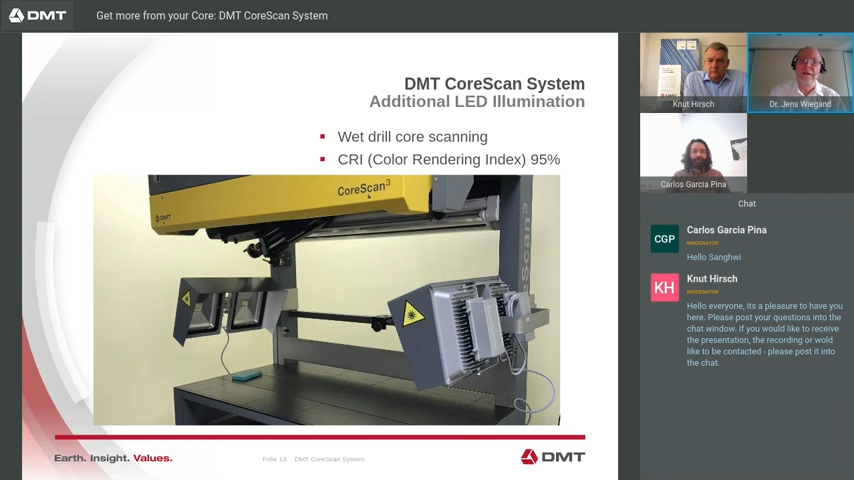 DMT
Get more from your Core: DMT CoreScan System
DMT CoreScan System
Additional LED Illumination
Wet drill core scanning
CRI (Color Rendering Index) 95%
CoreScan3
DMT
Earth. Insight. Values.
Folie 13 DMT CoreScan System
DMT
Knut Hirsch
Dr. Jens Wiegand
Carlos Garcia Pina
Chat
CGP
Carlos Garcia Pina
MODERATOR
Hello Sanghwi
KH
Knut Hirsch
MODERATOR
Hello everyone, its a pleasure to have you
here. Please post your questions into the
chat window. If you would like to receive
the presentation, the recording or wold
like to be contacted - please post it into
the chat.